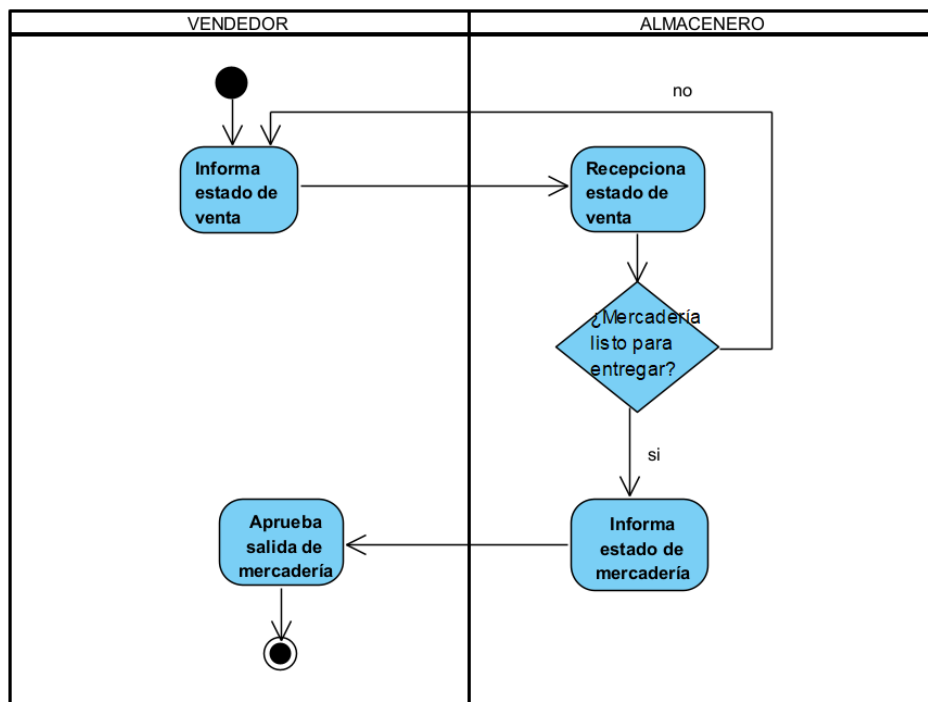 VENDEDOR
ALMACENERO
no
Informa
estado de
venta
Recepciona
estado de
venta
¿Mercadería
listo para
entregar?
si
Aprueba
salida de
mercadería
Informa
estado de
mercadería